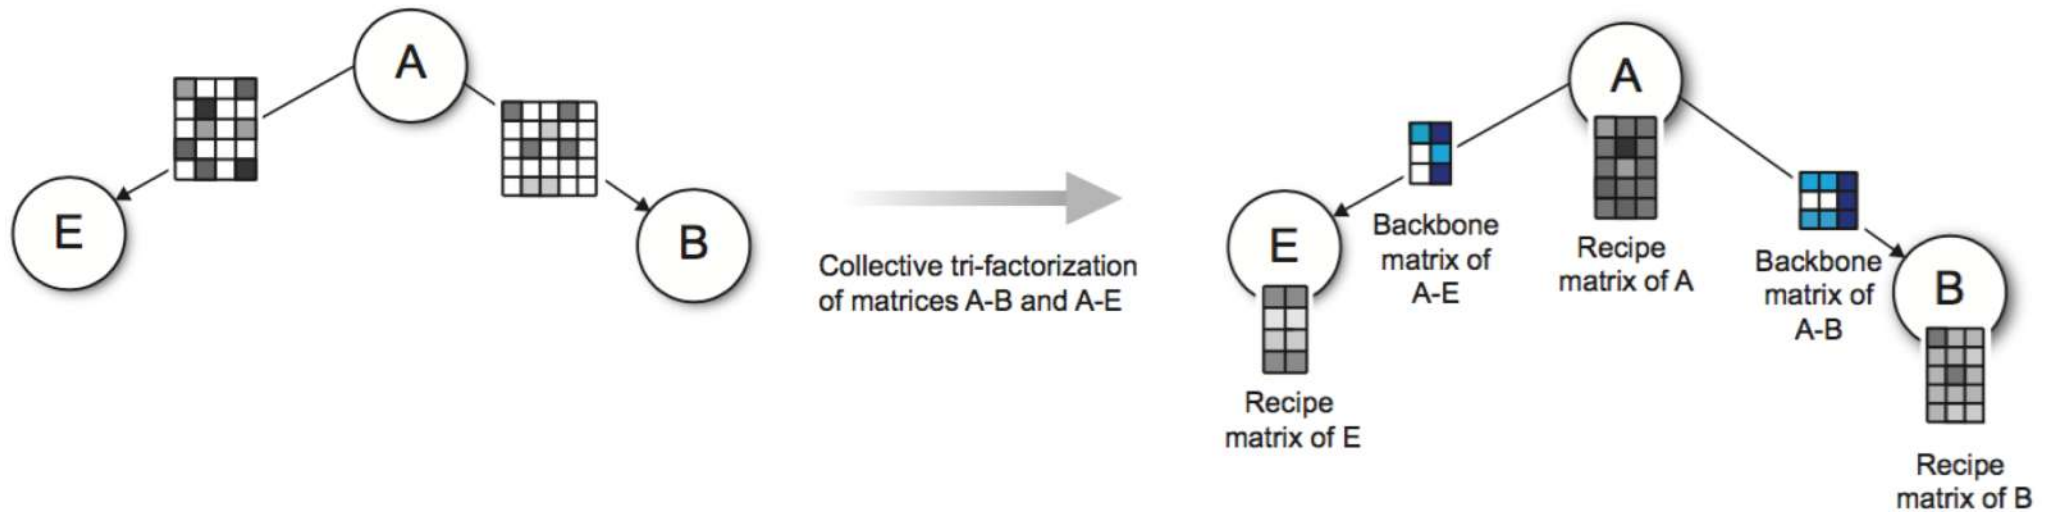 A
E
B
Collective tri-factorization
of matrices A-B and A-E
A
E
B
Backbone
matrix of
A-E
Recipe
matrix of A
Backbone
matrix of
A-B
Recipe
matrix of E
Recipe
matrix of B